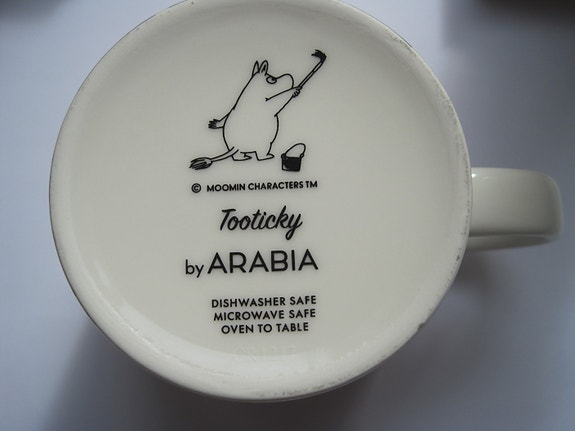 © MOOMIN CHARACTERS TM
Tooticky
by ARABIA
DISHWASHER SAFE
MICROWAVE SAFE
OVEN TO TABLE